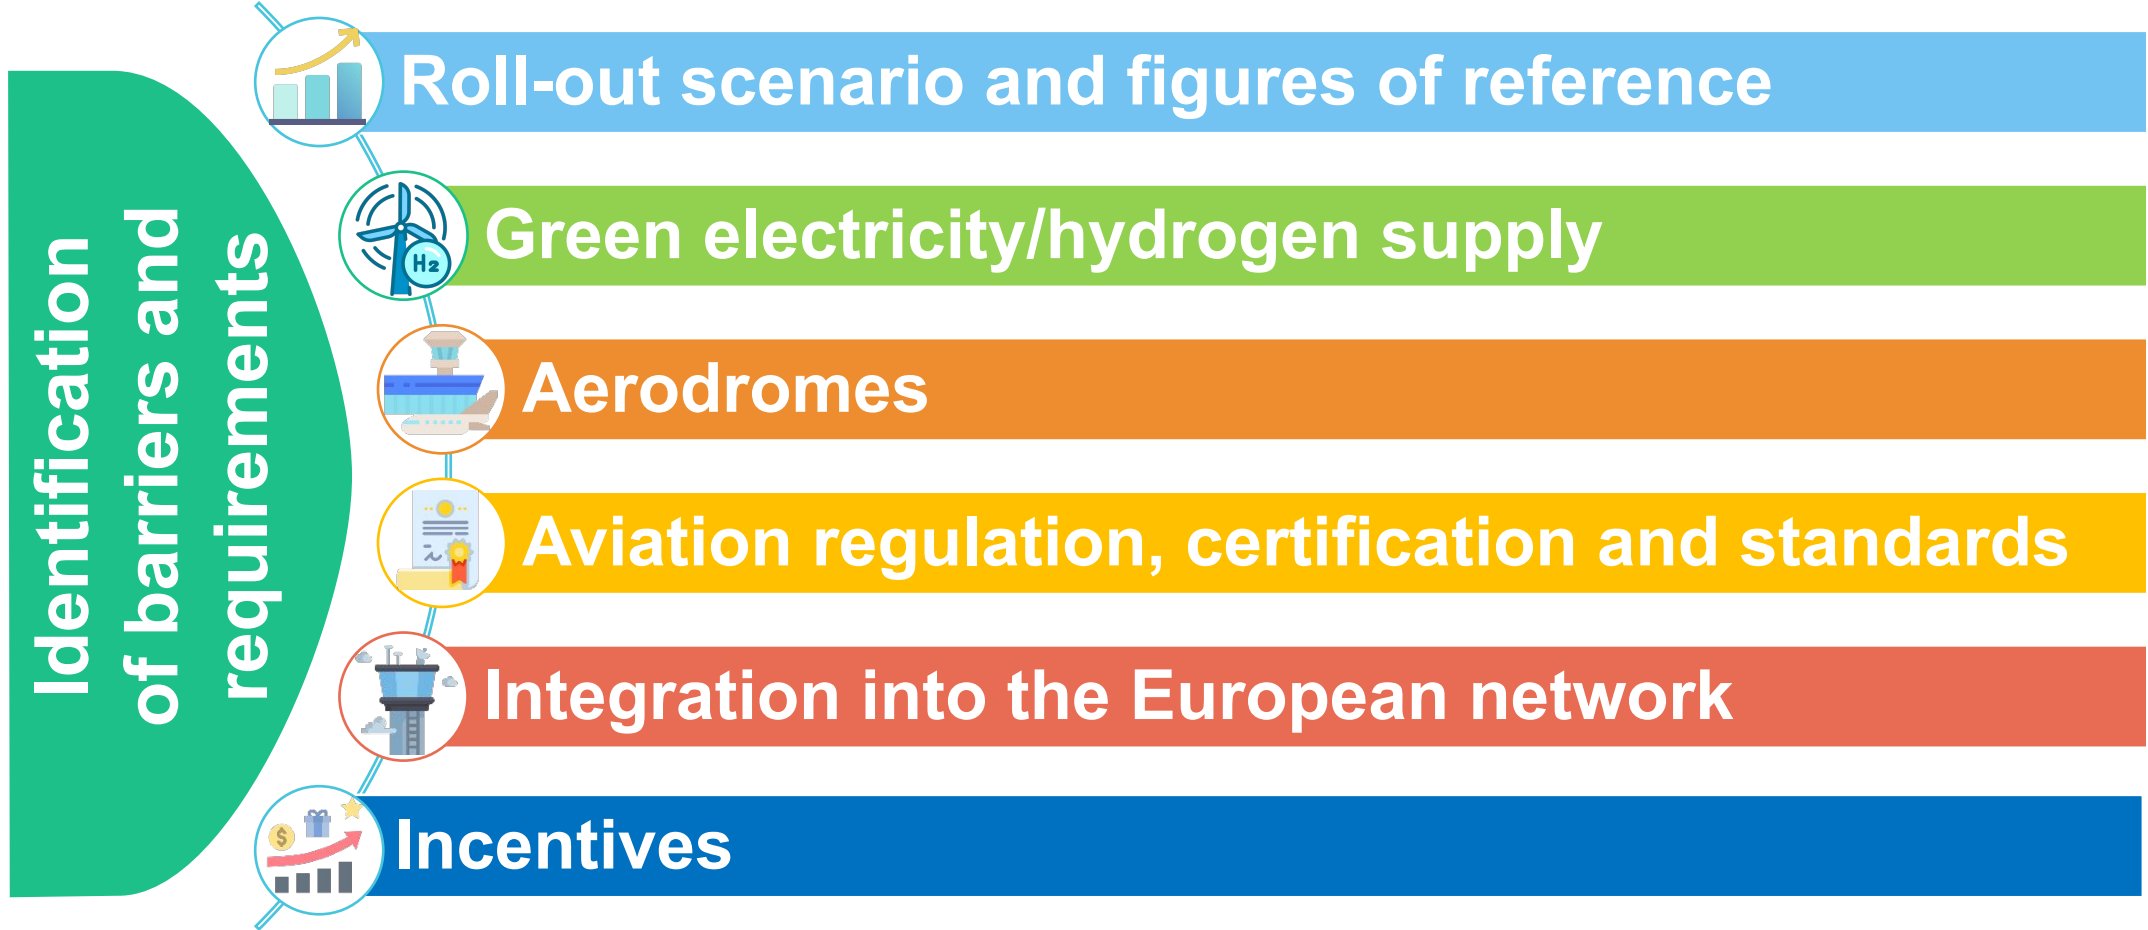 Identification
of barriers and
requirements
Roll-out scenario and figures of reference
Green electricity/hydrogen supply
H2
Aerodromes
Aviation regulation, certification and standards
Integration into the European network
$
Incentives